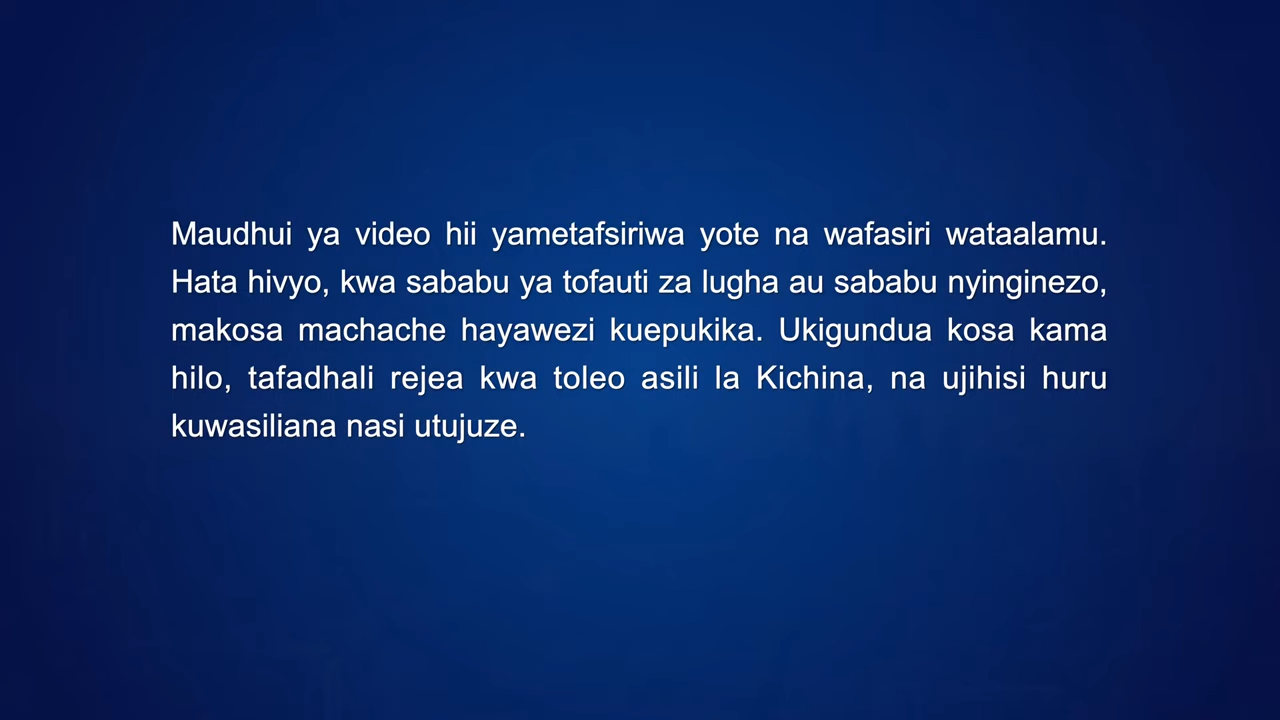 Maudhui ya video hii yametafsiriwa yote na wafasiri wataalamu.
Hata hivyo, kwa sababu ya tofauti za lugha au sababu nyinginezo,
makosa machache hayawezi kuepukika. Ukigundua kosa kama
hilo, tafadhali rejea kwa toleo asili la Kichina, na ujihisi huru
kuwasiliana nasi utujuze.